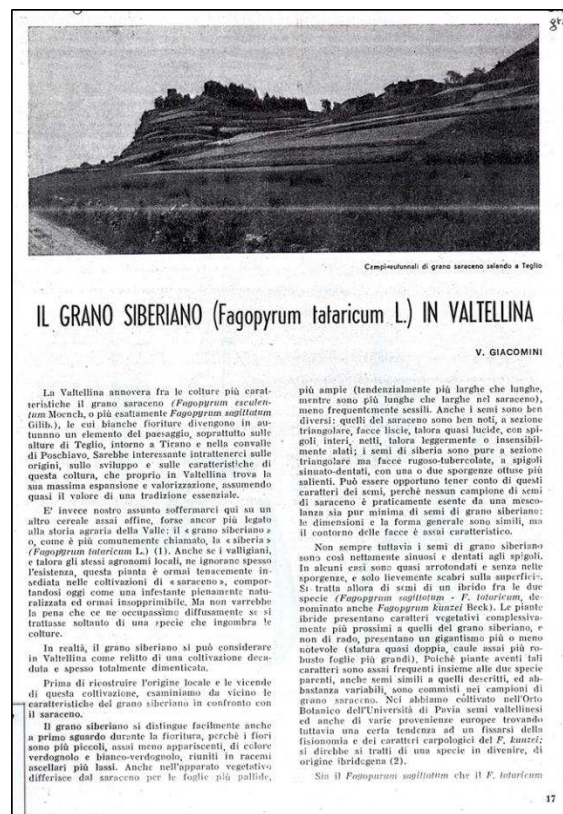 gr
Campi autunnali di grano saraceno salendo a Teglio
IL GRANO SIBERIANO (Fagopyrum tataricum L.) IN VALTELLINA
V. GIACOMINI
La Valtellina annovera fra le colture più carat-
teristiche il grano saraceno (Fagopyrum esculen-
tum Moench, o più esattamente Fagopyrum sagittatum
Gilib.), le cui bianche fioriture divengono in au-
tunno un elemento del paesaggio, soprattutto sulle
alture di Teglio, intorno a Tirano e nella convalle
di Poschiavo. Sarebbe interessante intrattenerci sulle
origini, sullo sviluppo e sulle caratteristiche di
questa coltura, che proprio in Valtellina trova la
sua massima espansione e valorizzazione, assumendo
quasi il valore di una tradizione essenziale.
E' invece nostro assunto soffermarci qui su un
altro cereale assai affine, forse ancor più legato
alla storia agraria della Valle: il « grano siberiano »
o, come è più comunemente chiamato, la « siberia »
(Fagopyrum tataricum L.) (1). Anche se i valligiani,
e talora gli stessi agronomi locali, ne ignorano spesso
l'esistenza, questa pianta è ormai tenacemente in-
sediata nelle coltivazioni di « saraceno », compor-
tandosi oggi come una infestante pienamente natu-
ralizzata ed ormai insopprimibile. Ma non varrebbe
la pena che ce ne occupassimo diffusamente se si
trattasse soltanto di una specie che ingombra le
colture.
In realtà, il grano siberiano si può considerare
in Valtellina come relitto di una coltivazione deca-
duta e spesso totalmente dimenticata.
Prima di ricostruire l'origine locale e le vicende
di questa coltivazione, esaminiamo da vicino le
caratteristiche del grano siberiano in confronto con
il saraceno.
Il grano siberiano si distingue facilmente anche
a primo sguardo durante la fioritura, perchè i fiori
sono più piccoli, assai meno appariscenti, di colore
verdognolo e bianco-verdognolo, riuniti in racemi
ascellari più lassi. Anche nell'apparato vegetativo
differisce dal saraceno per le foglie più pallide,
più ampie (tendenzialmente più larghe che lunghe,
mentre sono più lunghe che larghe nel saraceno),
meno frequentemente sessili. Anche i semi sono ben
diversi: quelli del saraceno sono ben noti, a sezione
triangolare, facce liscie, talora quasi lucide, con spi-
goli interi, netti, talora leggermente o insensibil-
mente alati; i semi di siberia sono pure a sezione
triangolare ma facce rugoso-tubercolate, a spigoli
sinuato-dentati, con una o due sporgenze ottuse più
salienti. Può essere opportuno tener conto di questi
caratteri dei semi, perchè nessun campione di semi
di saraceno è praticamente esente da una mesco-
lanza sia pur minima di semi di grano siberiano:
le dimensioni e la forma generale sono simili, ma
il contorno delle facce è assai caratteristico.
Non sempre tuttavia i semi di grano siberiano
sono così nettamente sinuosi e dentati agli spigoli.
In alcuni casi sono quasi arrotondati e senza nette
sporgenze, e solo lievemente scabri sulla superficie.
Si tratta allora di semi di un ibrido fra le due
specie (Fagopyrum sagittatum - F. tataricum, de-
nominato anche Fagopyrum kunzei Beck). Le piante
ibride presentano caratteri vegetativi complessiva-
mente più prossimi a quelli del grano siberiano, e
non di rado, presentano un gigantismo più o meno
notevole (statura quasi doppia, caule assai più ro-
busto foglie più grandi). Poichè piante aventi tali
caratteri sono assai frequenti insieme alle due specie
parenti, anche semi simili a quelli descritti, ed ab-
bastanza variabili, sono commisti nei campioni di
grano saraceno. Noi abbiamo coltivato nell'Orto
Botanico dell'Università di Pavia semi valtellinesi
ed anche di varie provenienze europee trovando
tuttavia una certa tendenza ad un fissarsi della
fisionomia e dei caratteri carpologici del F. kunzei;
si direbbe si tratti di una specie in divenire, di
origine ibridogena (2).
Sia il Fagopyrum sagittatum che il F. tataricum
17